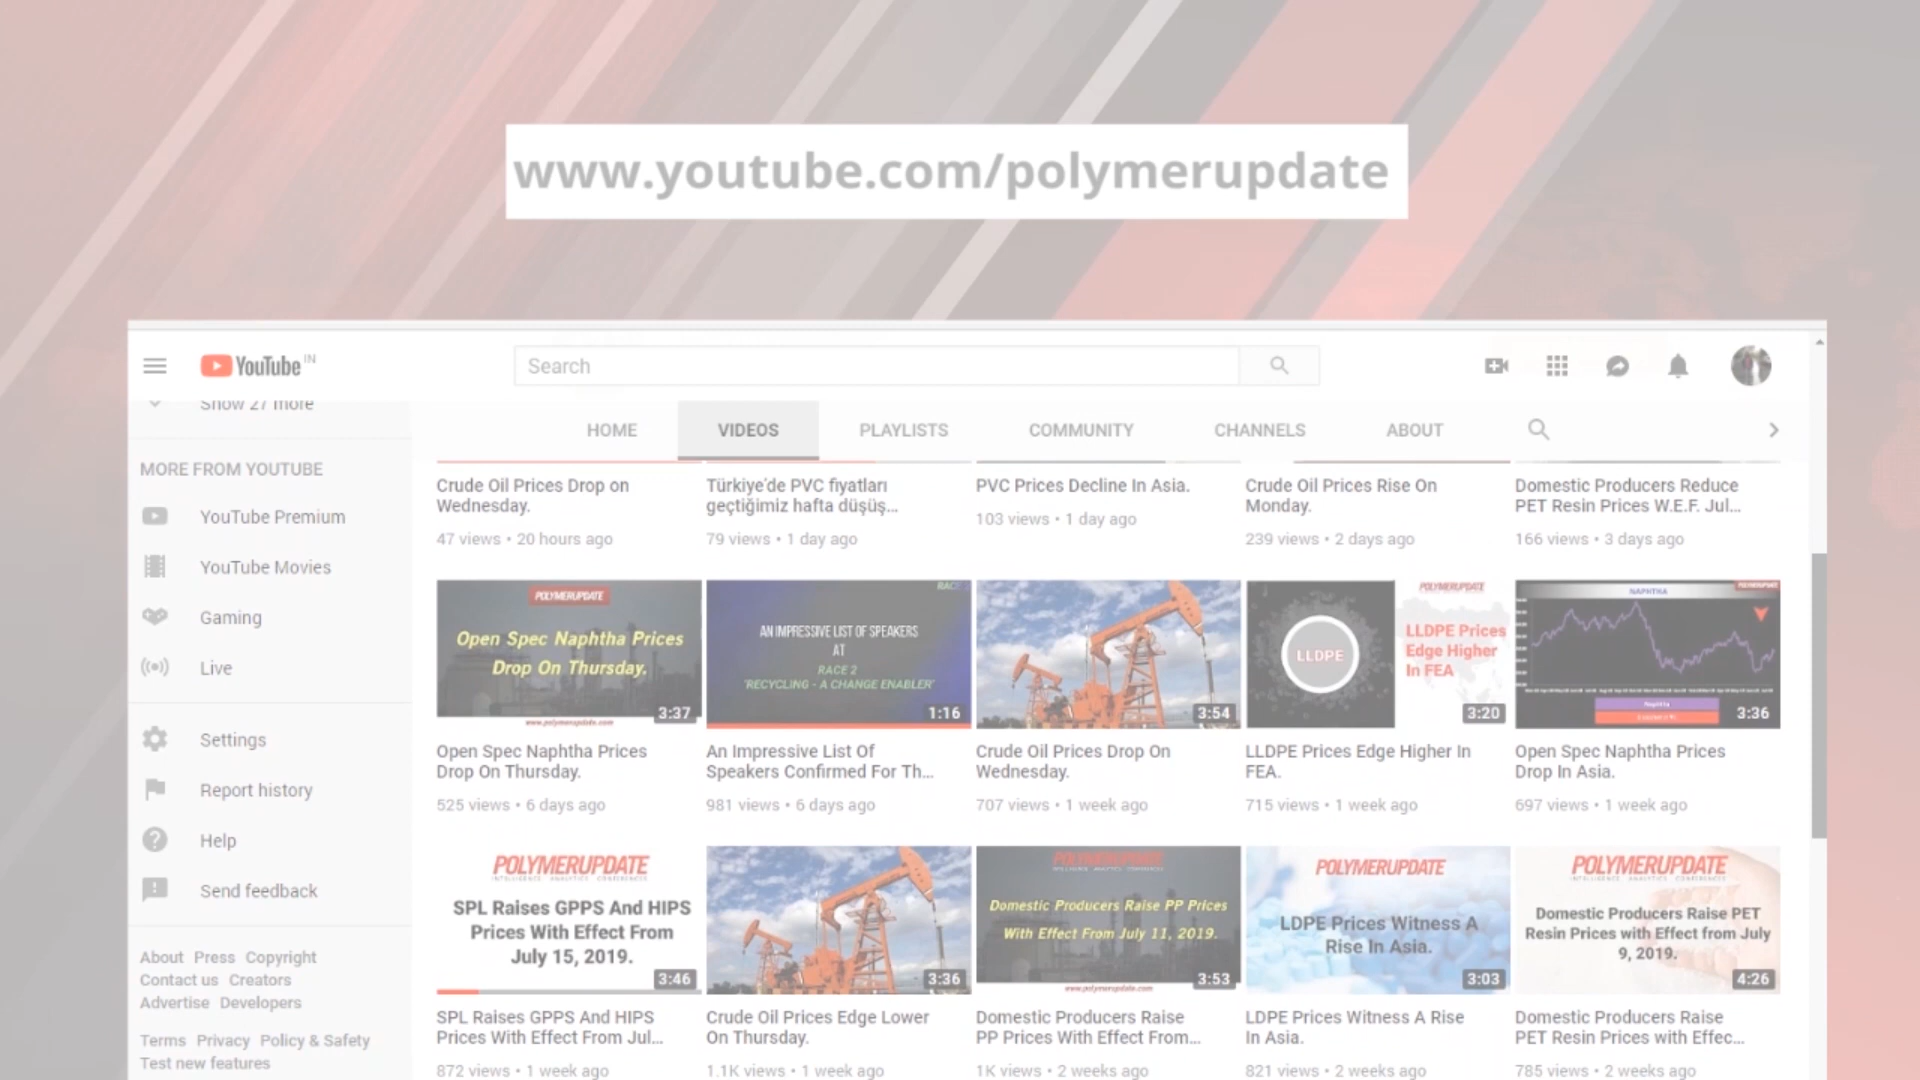 www.youtube.com/polymerupdate
YouTube IN
Search
Show 27 more
HOME VIDEOS PLAYLISTS COMMUNITY CHANNELS ABOUT
MORE FROM YOUTUBE
YouTube Premium
YouTube Movies
Gaming
Live
Settings
Report history
Help
Send feedback
About Press Copyright
Contact us Creators
Advertise Developers
Terms Privacy Policy & Safety
Test new features
Crude Oil Prices Drop on
Wednesday.
47 views • 20 hours ago
Türkiye'de PVC fiyatları
geçtiğimiz hafta düşüş...
79 views • 1 day ago
PVC Prices Decline In Asia.
103 views • 1 day ago
Crude Oil Prices Rise On
Monday.
239 views • 2 days ago
Domestic Producers Reduce
PET Resin Prices W.E.F. Jul...
166 views • 3 days ago
POLYMERUPDATE
Open Spec Naphtha Prices
Drop On Thursday.
3:37
www.polymerupdate.com
Open Spec Naphtha Prices
Drop On Thursday.
525 views • 6 days ago
AN IMPRESSIVE LIST OF SPEAKERS
AT
RACE 2
'RECYCLING - A CHANGE ENABLER'
1:16
An Impressive List Of
Speakers Confirmed For Th...
981 views • 6 days ago
3:54
Crude Oil Prices Drop On
Wednesday.
707 views • 1 week ago
POLYMERUPDATE
LLDPE
LLDPE Prices
Edge Higher
In FEA
3:20
LLDPE Prices Edge Higher In
FEA.
715 views • 1 week ago
POLYMERUPDATE
NAPHTHA
Naphtha
3:36
Open Spec Naphtha Prices
Drop In Asia.
697 views • 1 week ago
POLYMERUPDATE
INTELLIGENCE ANALYTICS CONFERENCES
SPL Raises GPPS And HIPS
Prices With Effect From
July 15, 2019.
3:46
SPL Raises GPPS And HIPS
Prices With Effect From Jul...
872 views • 1 week ago
3:36
Crude Oil Prices Edge Lower
On Thursday.
1.1K views • 1 week ago
POLYMERUPDATE
Domestic Producers Raise PP Prices
With Effect From July 11, 2019.
3:53
www.polymerupdate.com
Domestic Producers Raise
PP Prices With Effect From...
1K views • 2 weeks ago
POLYMERUPDATE
LDPE Prices Witness A
Rise In Asia.
3:03
LDPE Prices Witness A Rise
In Asia.
821 views • 2 weeks ago
POLYMERUPDATE
INTELLIGENCE ANALYTICS CONFERENCES
Domestic Producers Raise PET
Resin Prices with Effect from July
9, 2019.
4:26
Domestic Producers Raise
PET Resin Prices with Effec...
785 views • 2 weeks ago